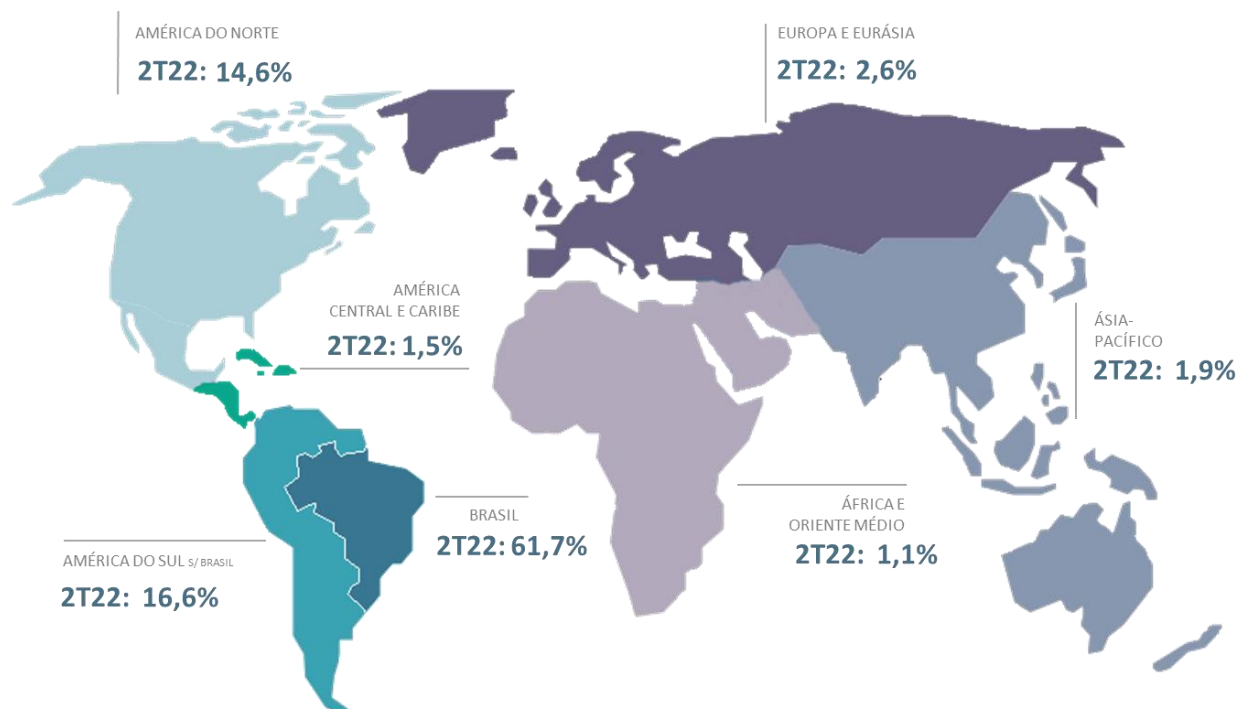 AMÉRICA DO NORTE
2T22: 14,6%
EUROPA E EURÁSIA
2T22: 2,6%
AMÉRICA
CENTRAL E CARIBE
2T22: 1,5%
ÁSIA-
PACÍFICO
2T22: 1,9%
BRASIL
2T22: 61,7%
ÁFRICA E
ORIENTE MÉDIO
2T22: 1,1%
AMÉRICA DO SUL S/ BRASIL
2T22: 16,6%